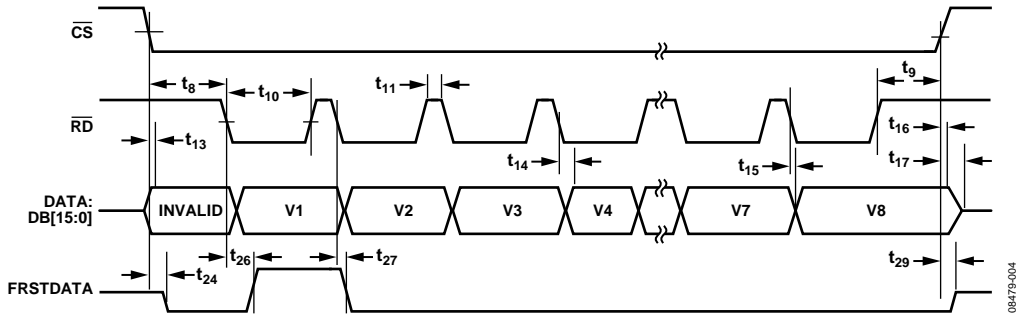 CS
t8
t10
t11
t9
RD
t13
t14
t15
t16
t17
DATA:
DB[15:0]
INVALID
V1
V2
V3
V4
V7
V8
t24
t26
t27
t29
FRSTDATA
08479-004